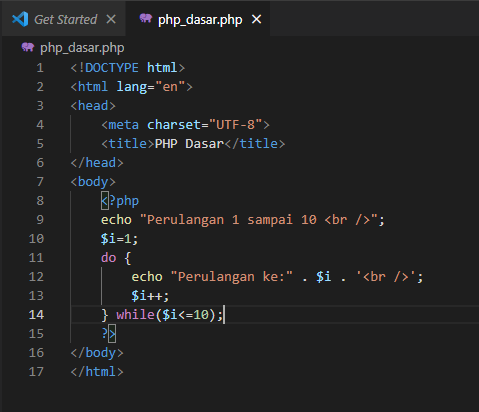 Get Started php_dasar.php
php_dasar.php
1 <!DOCTYPE html>
2 <html lang="en">
3 <head>
4 <meta charset="UTF-8">
5 <title>PHP Dasar</title>
6 </head>
7 <body>
8 <?php
9 echo "Perulangan 1 sampai 10 <br />";
10 $i=1;
11 do {
12 echo "Perulangan ke:" . $i . '<br />';
13 $i++;
14 } while($i<=10);
15 ?>
16 </body>
17 </html>